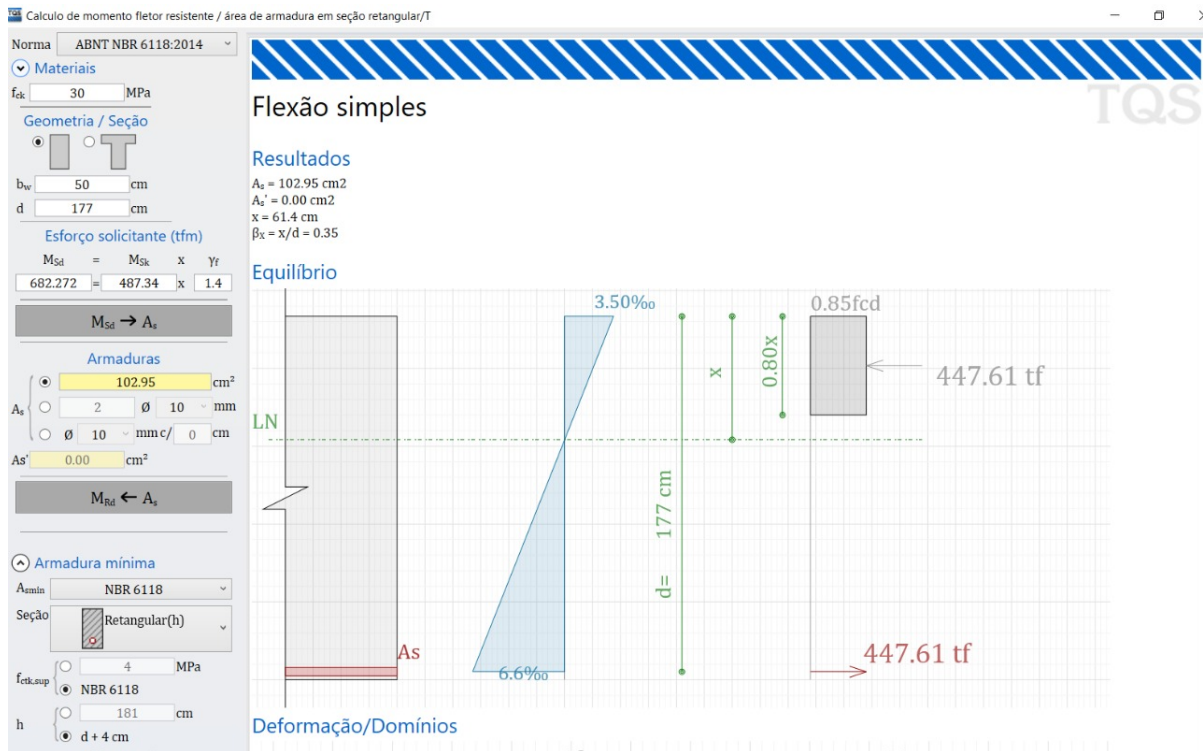 TQS Calculo de momento fletor resistente / área de armadura em seção retangular/T
Norma ABNT NBR 6118:2014
Materiais
fck 30 MPa
Geometria / Seção
bw 50 cm
d 177 cm
Esforço solicitante (tfm)
MSd = MSk x γf
682.272 = 487.34 x 1.4
MSd → As
Armaduras
102.95 cm²
As 2 Ø 10 mm
Ø 10 mm c/ 0 cm
As' 0.00 cm²
MRd ← As
Armadura mínima
Asmin NBR 6118
Seção Retangular(h)
4 MPa
fctk,sup
NBR 6118
181 cm
h
d + 4 cm
TQS
Flexão simples
Resultados
As = 102.95 cm2
As' = 0.00 cm2
x = 61.4 cm
βx = x/d = 0.35
Equilíbrio
3.50‰
0.85fcd
x
0.80x
447.61 tf
LN
d= 177 cm
As
6.6‰
447.61 tf
Deformação/Domínios